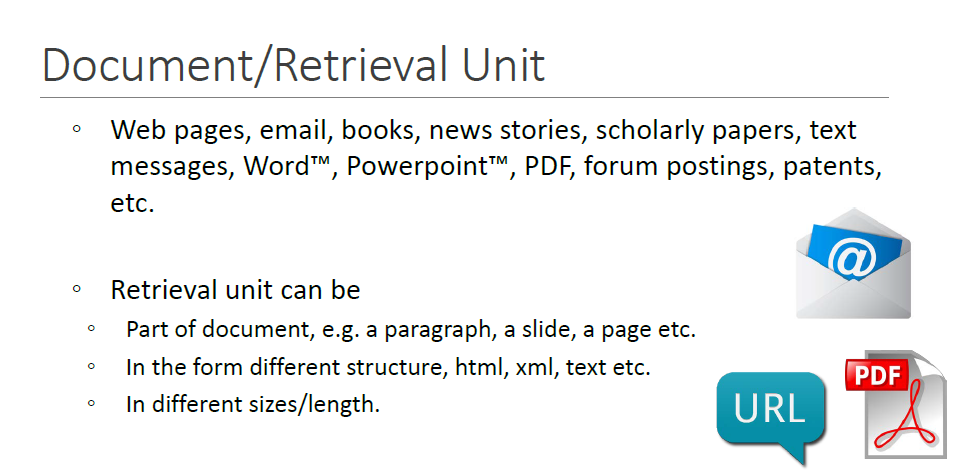 Document/Retrieval Unit
◦ Web pages, email, books, news stories, scholarly papers, text
messages, Word™, Powerpoint™, PDF, forum postings, patents,
etc.
◦ Retrieval unit can be
◦ Part of document, e.g. a paragraph, a slide, a page etc.
◦ In the form different structure, html, xml, text etc.
◦ In different sizes/length.
@
URL
PDF